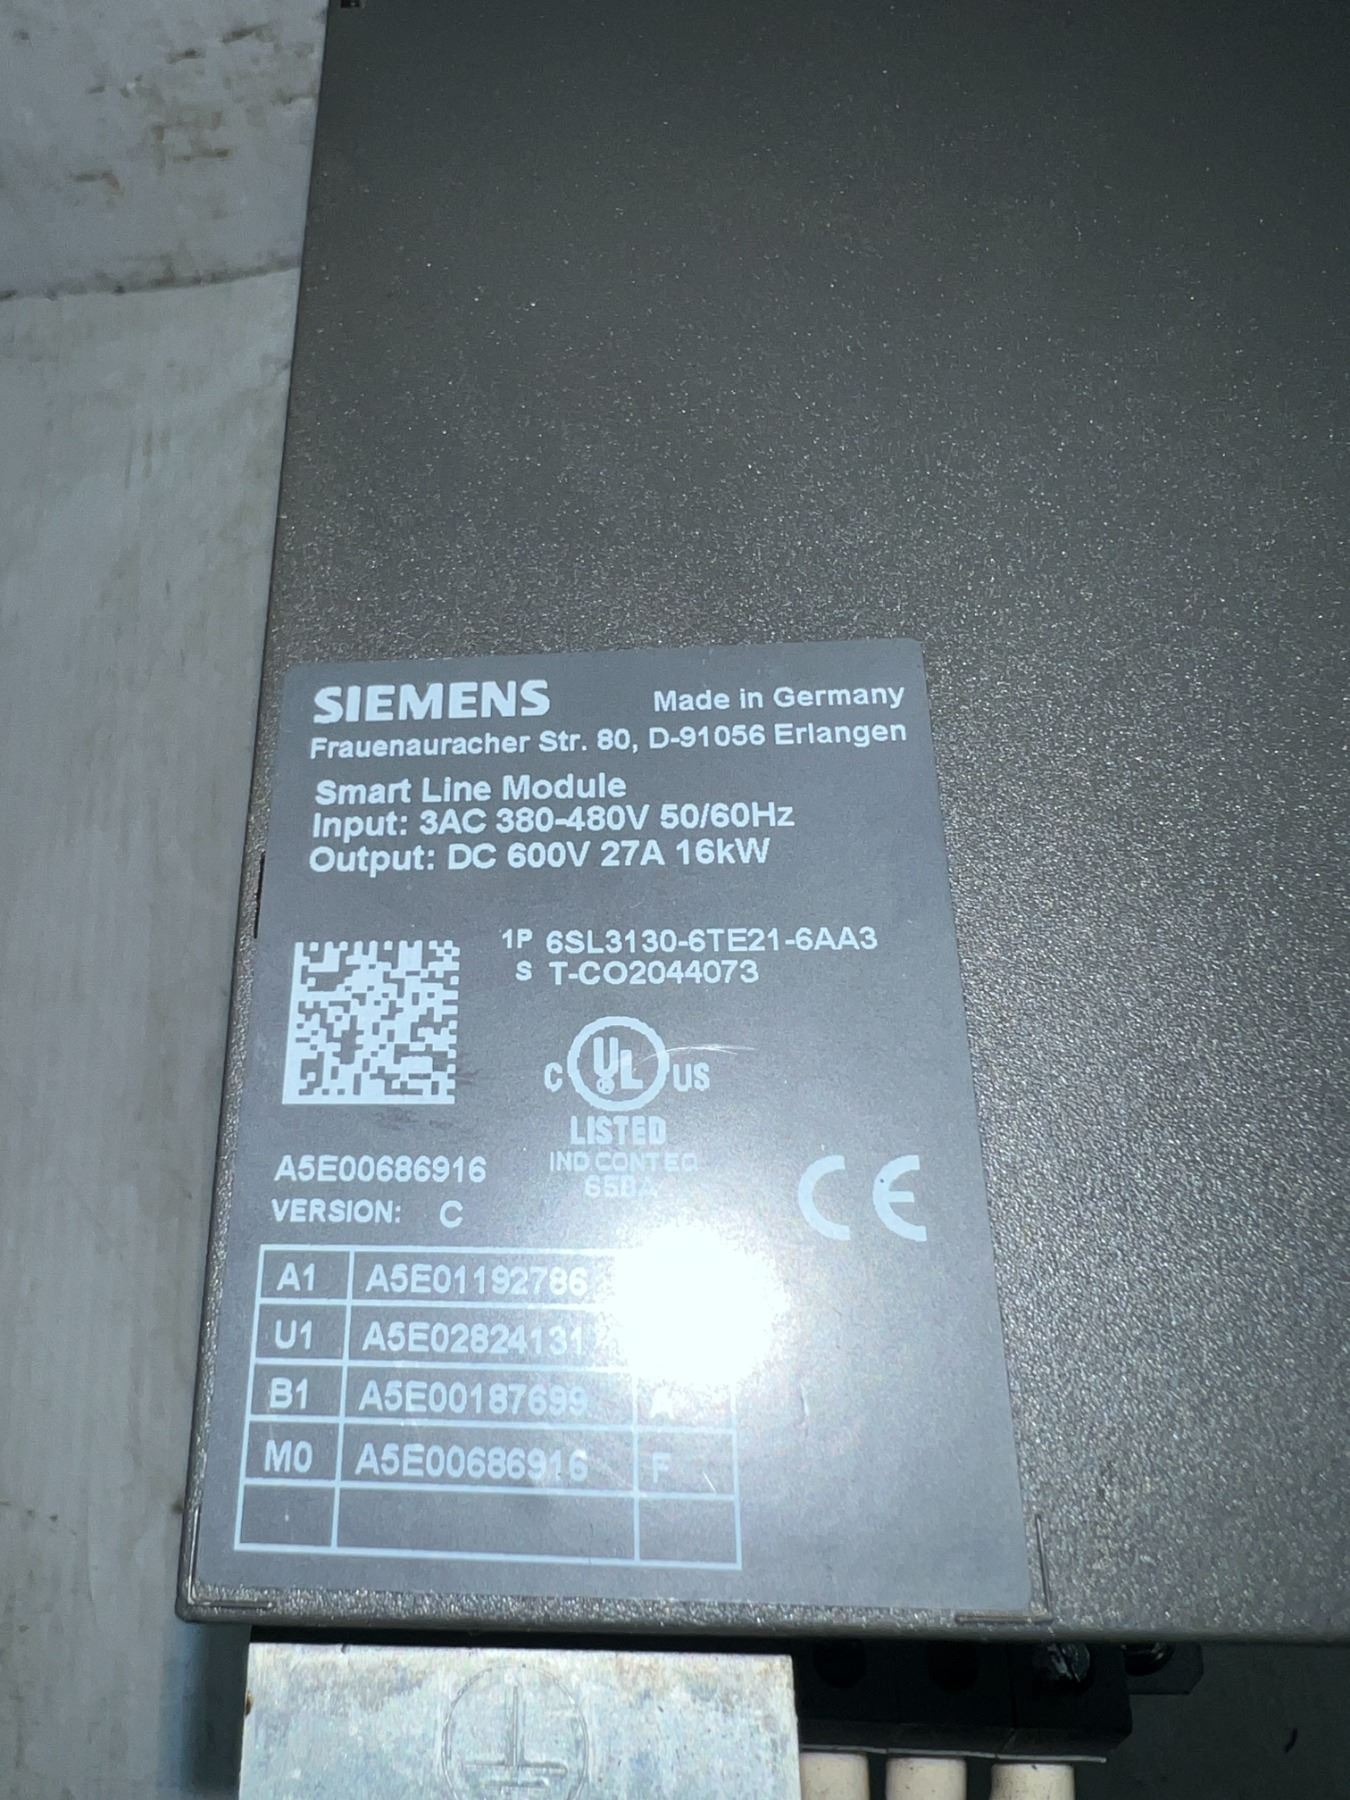 SIEMENS Made in Germany
Frauenauracher Str. 80, D-91056 Erlangen
Smart Line Module
Input: 3AC 380-480V 50/60Hz
Output: DC 600V 27A 16kW
1P 6SL3130-6TE21-6AA3
S T-CO2044073
C UL US
LISTED
IND.CONT.EQ
A5E00686916
VERSION: C
CE
A1 A5E01192786
U1 A5E02824131
B1 A5E00187699 A
M0 A5E00686916 F